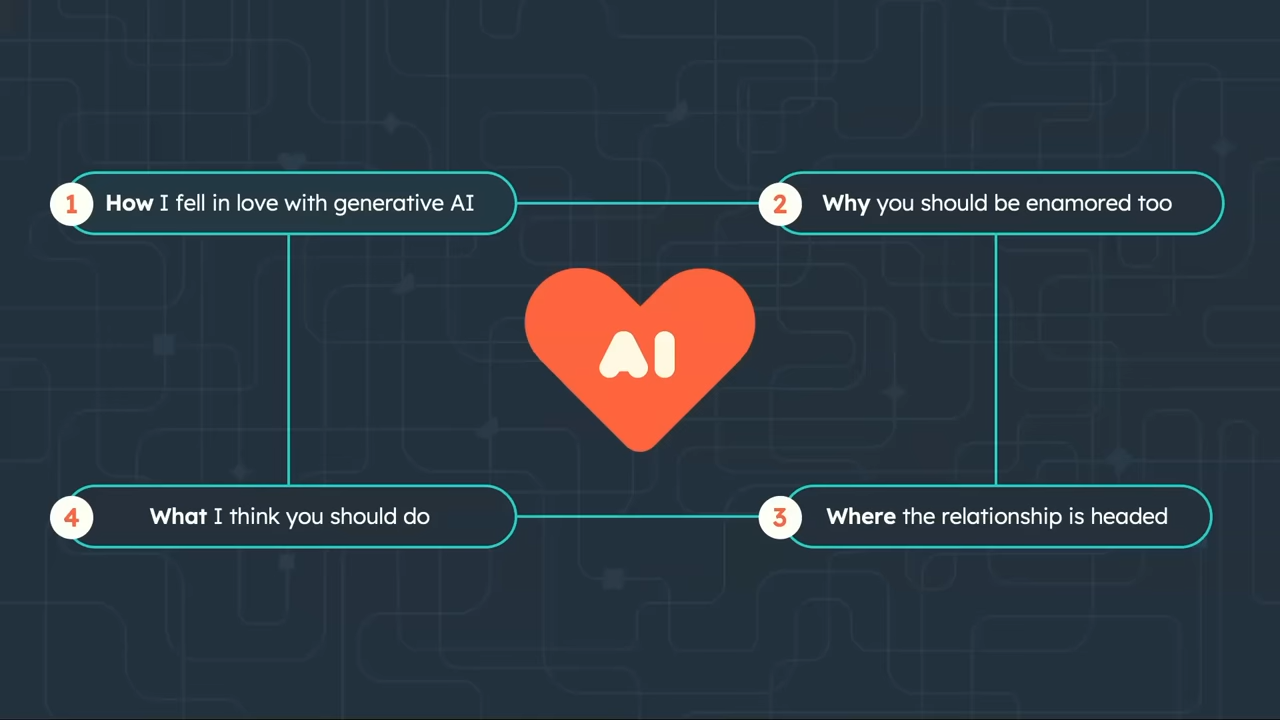 1 How I fell in love with generative AI
2 Why you should be enamored too
AI
4 What I think you should do
3 Where the relationship is headed